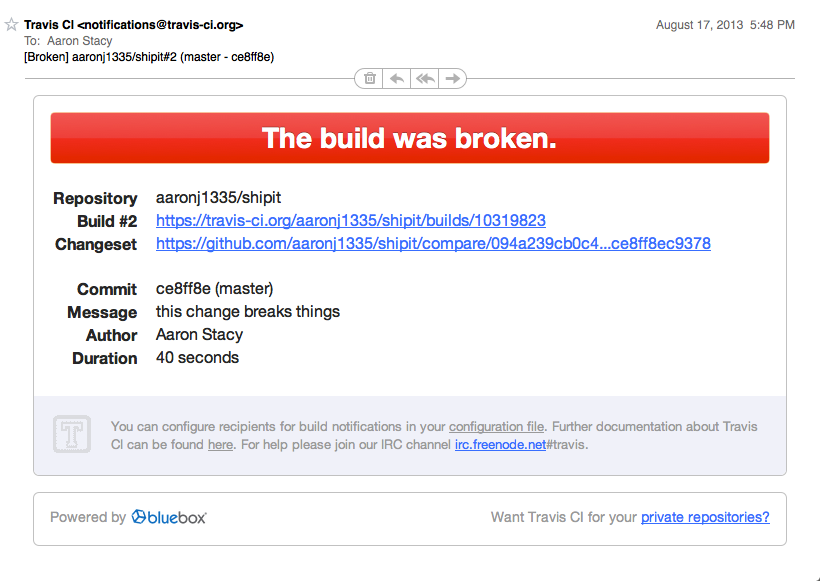 Travis CI <notifications@travis-ci.org>
August 17, 2013 5:48 PM
To: Aaron Stacy
[Broken] aaronj1335/shipit#2 (master - ce8ff8e)
The build was broken.
Repository aaronj1335/shipit
Build #2 https://travis-ci.org/aaronj1335/shipit/builds/10319823
Changeset https://github.com/aaronj1335/shipit/compare/094a239cb0c4...ce8ff8ec9378
Commit ce8ff8e (master)
Message this change breaks things
Author Aaron Stacy
Duration 40 seconds
T
You can configure recipients for build notifications in your configuration file. Further documentation about Travis
CI can be found here. For help please join our IRC channel irc.freenode.net#travis.
Powered by bluebox
Want Travis CI for your private repositories?